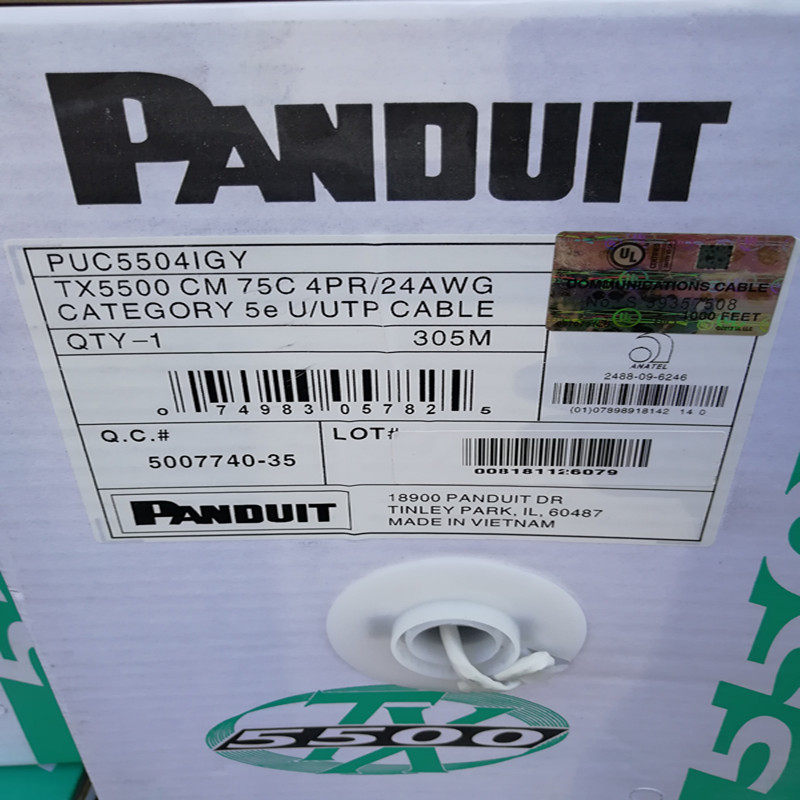 PANDUIT
PUC5504IGY
TX5500 CM 75C 4PR/24AWG
CATEGORY 5e U/UTP CABLE
QTY-1 305M
UL
COMMUNICATIONS CABLE
1000 FEET
ANATEL
2488-09-6246
(01)07898918142 14 0
0 74983 05782 5
Q.C.#
5007740-35
LOT#
008181126079
PANDUIT
18900 PANDUIT DR
TINLEY PARK, IL, 60487
MADE IN VIETNAM
TX
5500